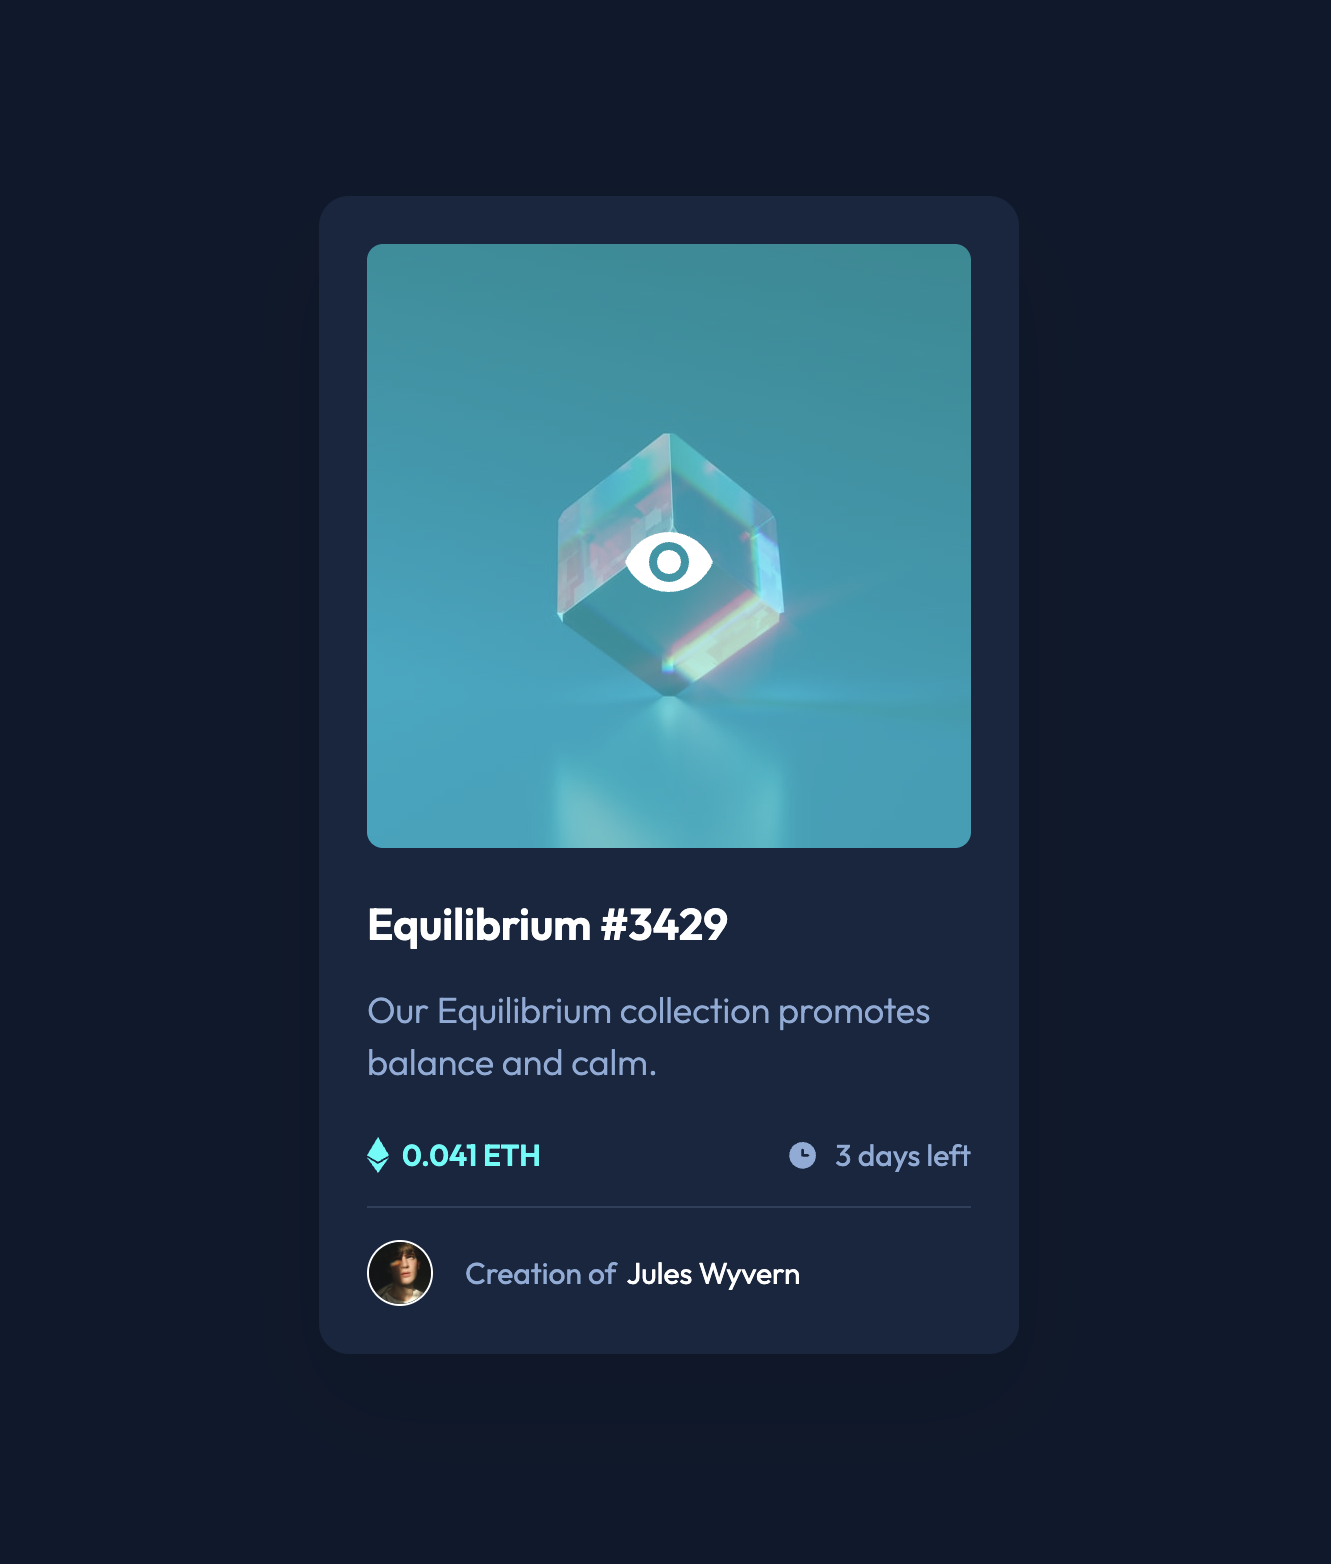 Equilibrium #3429
Our Equilibrium collection promotes
balance and calm.
0.041 ETH 3 days left
Creation of Jules Wyvern